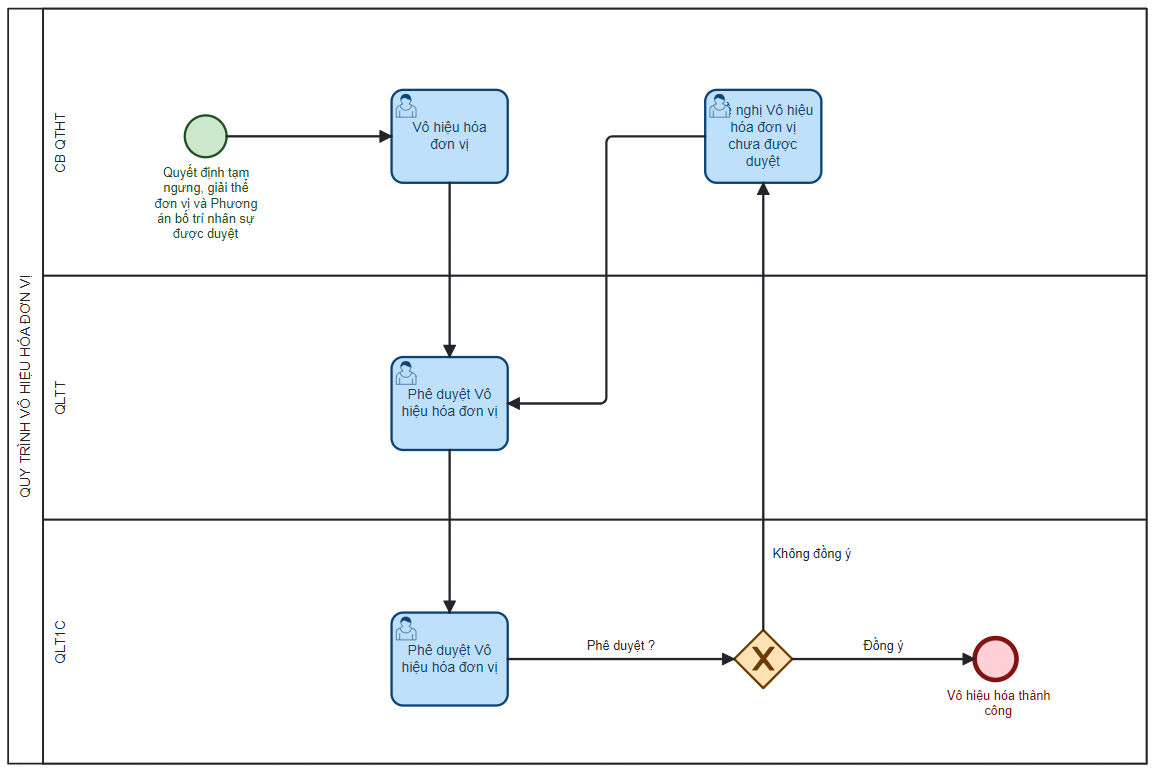 QUY TRÌNH VÔ HIỆU HÓA ĐƠN VỊ
CB QTHT
Quyết định tạm
ngưng, giải thể
đơn vị và Phương
án bố trí nhân sự
được duyệt
Vô hiệu hóa
đơn vị
nghị Vô hiệu
hóa đơn vị
chưa được
duyệt
QLTT
Phê duyệt Vô
hiệu hóa đơn vị
QLT1C
Phê duyệt Vô
hiệu hóa đơn vị
Phê duyệt ?
Không đồng ý
Đồng ý
Vô hiệu hóa thành
công